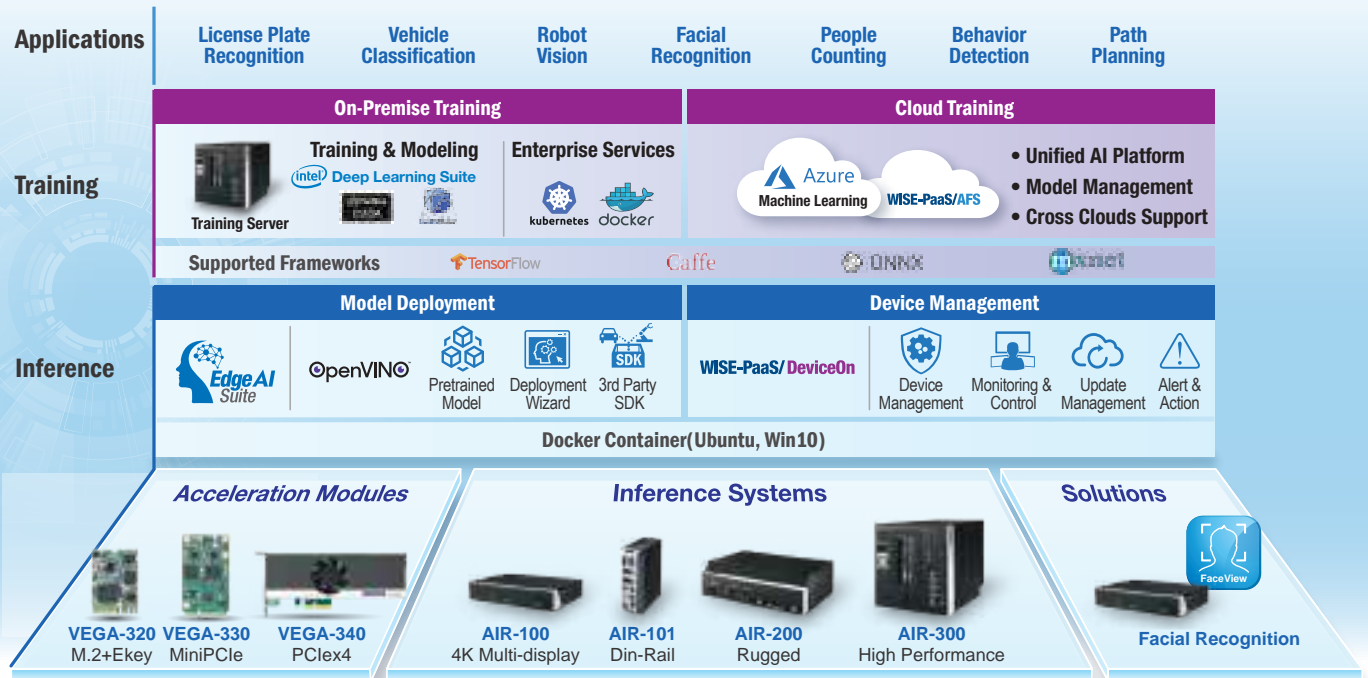 Applications
License Plate
Recognition
Vehicle
Classification
Robot
Vision
Facial
Recognition
People
Counting
Behavior
Detection
Path
Planning
Training
On-Premise Training
Training Server
Training & Modeling
intel Deep Learning Suite
Enterprise Services
kubernetes
docker
Cloud Training
Azure
Machine Learning
WISE-PaaS/AFS
• Unified AI Platform
• Model Management
• Cross Clouds Support
Supported Frameworks
TensorFlow
Caffe
ONNX
mxnet
Inference
Model Deployment
Edge AI
Suite
OpenVINO™
Pretrained
Model
Deployment
Wizard
SDK
3rd Party
SDK
Device Management
WISE-PaaS/DeviceOn
Device
Management
Monitoring &
Control
Update
Management
Alert &
Action
Docker Container(Ubuntu, Win10)
Acceleration Modules
VEGA-320
M.2+Ekey
VEGA-330
MiniPCIe
VEGA-340
PCIex4
Inference Systems
AIR-100
4K Multi-display
AIR-101
Din-Rail
AIR-200
Rugged
AIR-300
High Performance
Solutions
FaceView
Facial Recognition